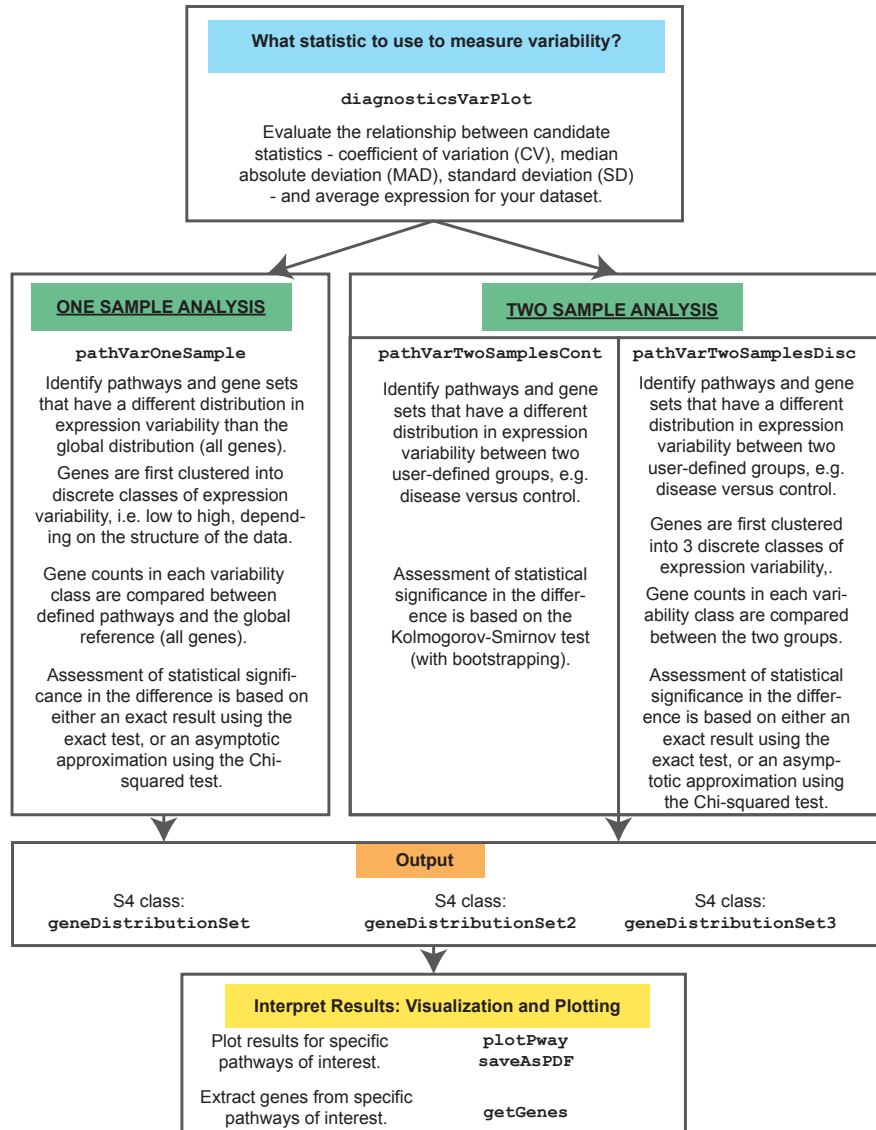 What statistic to use to measure variability?
diagnosticsVarPlot
Evaluate the relationship between candidate
statistics - coefficient of variation (CV), median
absolute deviation (MAD), standard deviation (SD)
- and average expression for your dataset.
ONE SAMPLE ANALYSIS
pathVarOneSample
Identify pathways and gene sets
that have a different distribution in
expression variability than the
global distribution (all genes).
Genes are first clustered into
discrete classes of expression
variability, i.e. low to high, depend-
ing on the structure of the data.
Gene counts in each variability
class are compared between
defined pathways and the global
reference (all genes).
Assessment of statistical signifi-
cance in the difference is based on
either an exact result using the
exact test, or an asymptotic
approximation using the Chi-
squared test.
TWO SAMPLE ANALYSIS
pathVarTwoSamplesCont
Identify pathways and gene
sets that have a different
distribution in expression
variability between two
user-defined groups, e.g.
disease versus control.
Assessment of statistical
significance in the differ-
ence is based on the
Kolmogorov-Smirnov test
(with bootstrapping).
pathVarTwoSamplesDisc
Identify pathways and gene
sets that have a different
distribution in expression
variability between two
user-defined groups, e.g.
disease versus control.
Genes are first clustered
into 3 discrete classes of
expression variability,.
Gene counts in each vari-
ability class are compared
between the two groups.
Assessment of statistical
significance in the differ-
ence is based on either an
exact result using the
exact test, or an asymp-
totic approximation using
the Chi-squared test.
Output
S4 class:
geneDistributionSet
S4 class:
geneDistributionSet2
S4 class:
geneDistributionSet3
Interpret Results: Visualization and Plotting
Plot results for specific
pathways of interest.
plotPway
saveAsPDF
Extract genes from specific
pathways of interest.
getGenes